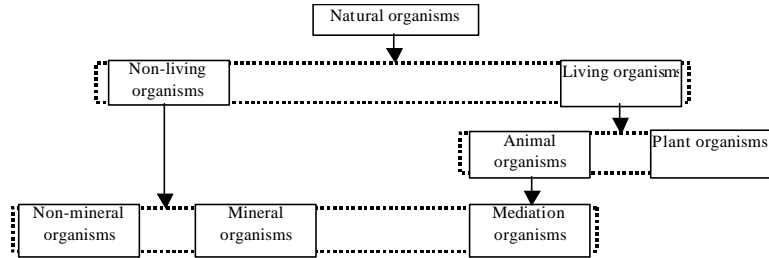 Natural organisms
Non-living
organisms
Living organisms
Animal
organisms
Plant organisms
Non-mineral
organisms
Mineral
organisms
Mediation
organisms